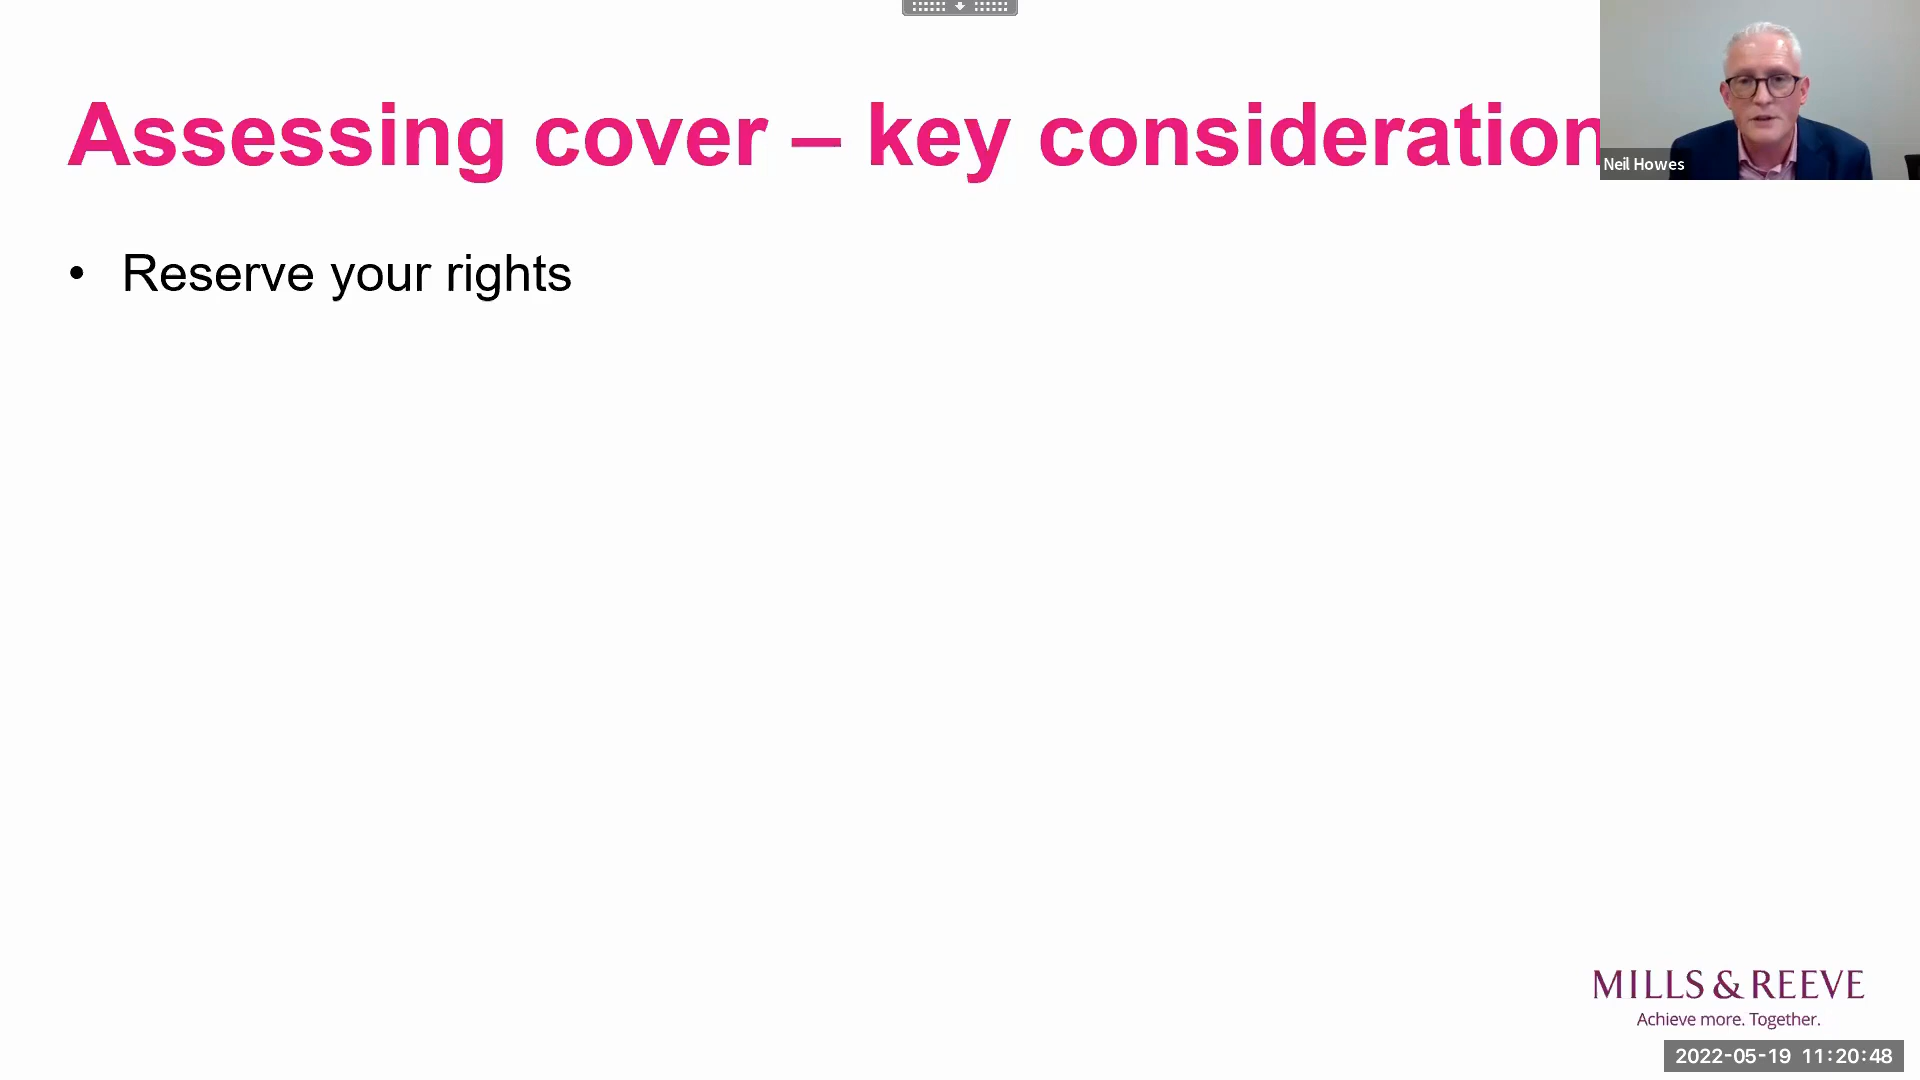 Assessing cover – key consideration
Neil Howes
• Reserve your rights
MILLS & REEVE
Achieve more. Together.
2022-05-19 11:20:48